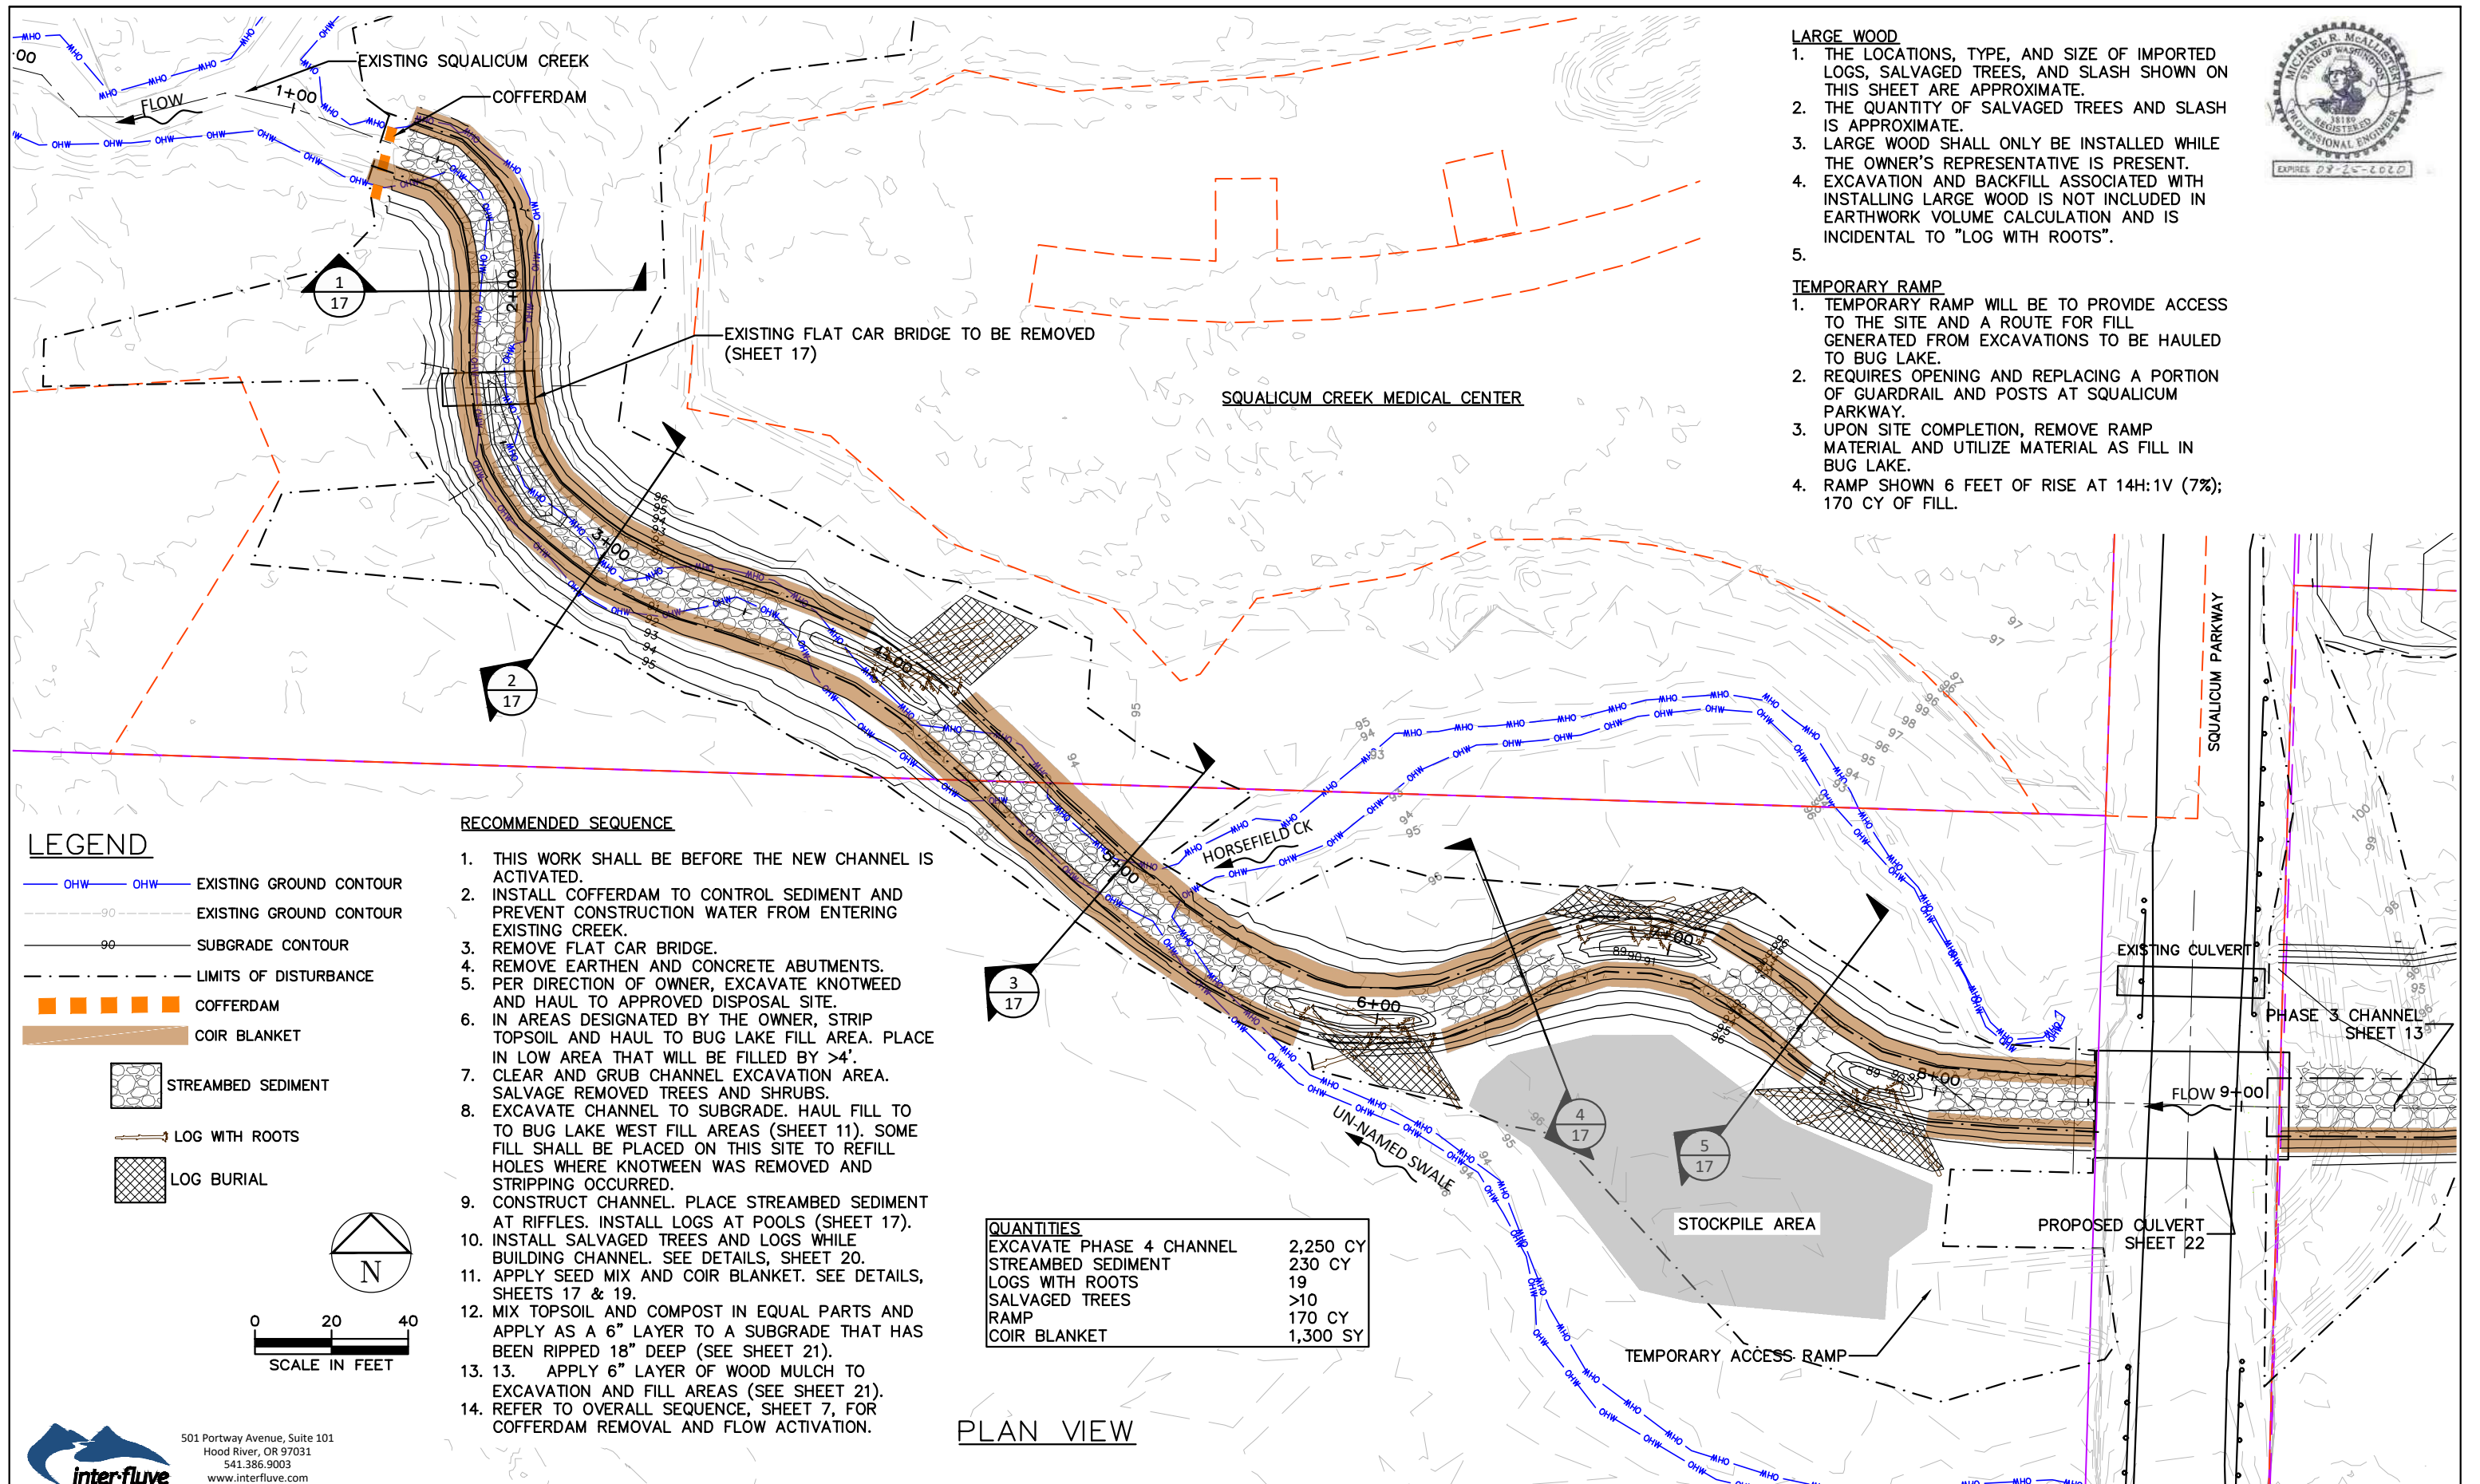 EXISTING SQUALICUM CREEK
1+00
FLOW
COFFERDAM
1
17
2+00
EXISTING FLAT CAR BRIDGE TO BE REMOVED
(SHEET 17)
SQUALICUM CREEK MEDICAL CENTER
3+00
2
17
4+00
HORSEFIELD CK
5+00
3
17
6+00
7+00
8+00
FLOW 9+00
4
17
5
17
UN-NAMED SWALE
STOCKPILE AREA
TEMPORARY ACCESS RAMP
PROPOSED CULVERT
SHEET 22
EXISTING CULVERT
PHASE 3 CHANNEL
SHEET 13
SQUALICUM PARKWAY
LARGE WOOD
1. THE LOCATIONS, TYPE, AND SIZE OF IMPORTED
LOGS, SALVAGED TREES, AND SLASH SHOWN ON
THIS SHEET ARE APPROXIMATE.
2. THE QUANTITY OF SALVAGED TREES AND SLASH
IS APPROXIMATE.
3. LARGE WOOD SHALL ONLY BE INSTALLED WHILE
THE OWNER'S REPRESENTATIVE IS PRESENT.
4. EXCAVATION AND BACKFILL ASSOCIATED WITH
INSTALLING LARGE WOOD IS NOT INCLUDED IN
EARTHWORK VOLUME CALCULATION AND IS
INCIDENTAL TO "LOG WITH ROOTS".
5.
TEMPORARY RAMP
1. TEMPORARY RAMP WILL BE TO PROVIDE ACCESS
TO THE SITE AND A ROUTE FOR FILL
GENERATED FROM EXCAVATIONS TO BE HAULED
TO BUG LAKE.
2. REQUIRES OPENING AND REPLACING A PORTION
OF GUARDRAIL AND POSTS AT SQUALICUM
PARKWAY.
3. UPON SITE COMPLETION, REMOVE RAMP
MATERIAL AND UTILIZE MATERIAL AS FILL IN
BUG LAKE.
4. RAMP SHOWN 6 FEET OF RISE AT 14H:1V (7%);
170 CY OF FILL.
MICHAEL R. McALLISTER
STATE OF WASHINGTON
38180
REGISTERED
PROFESSIONAL ENGINEER
EXPIRES 08-25-2020
LEGEND
OHW OHW EXISTING GROUND CONTOUR
90 EXISTING GROUND CONTOUR
90 SUBGRADE CONTOUR
LIMITS OF DISTURBANCE
COFFERDAM
COIR BLANKET
STREAMBED SEDIMENT
LOG WITH ROOTS
LOG BURIAL
N
0 20 40
SCALE IN FEET
RECOMMENDED SEQUENCE
1. THIS WORK SHALL BE BEFORE THE NEW CHANNEL IS
ACTIVATED.
2. INSTALL COFFERDAM TO CONTROL SEDIMENT AND
PREVENT CONSTRUCTION WATER FROM ENTERING
EXISTING CREEK.
3. REMOVE FLAT CAR BRIDGE.
4. REMOVE EARTHEN AND CONCRETE ABUTMENTS.
5. PER DIRECTION OF OWNER, EXCAVATE KNOTWEED
AND HAUL TO APPROVED DISPOSAL SITE.
6. IN AREAS DESIGNATED BY THE OWNER, STRIP
TOPSOIL AND HAUL TO BUG LAKE FILL AREA. PLACE
IN LOW AREA THAT WILL BE FILLED BY >4'.
7. CLEAR AND GRUB CHANNEL EXCAVATION AREA.
SALVAGE REMOVED TREES AND SHRUBS.
8. EXCAVATE CHANNEL TO SUBGRADE. HAUL FILL TO
TO BUG LAKE WEST FILL AREAS (SHEET 11). SOME
FILL SHALL BE PLACED ON THIS SITE TO REFILL
HOLES WHERE KNOTWEEN WAS REMOVED AND
STRIPPING OCCURRED.
9. CONSTRUCT CHANNEL. PLACE STREAMBED SEDIMENT
AT RIFFLES. INSTALL LOGS AT POOLS (SHEET 17).
10. INSTALL SALVAGED TREES AND LOGS WHILE
BUILDING CHANNEL. SEE DETAILS, SHEET 20.
11. APPLY SEED MIX AND COIR BLANKET. SEE DETAILS,
SHEETS 17 & 19.
12. MIX TOPSOIL AND COMPOST IN EQUAL PARTS AND
APPLY AS A 6" LAYER TO A SUBGRADE THAT HAS
BEEN RIPPED 18" DEEP (SEE SHEET 21).
13. 13. APPLY 6" LAYER OF WOOD MULCH TO
EXCAVATION AND FILL AREAS (SEE SHEET 21).
14. REFER TO OVERALL SEQUENCE, SHEET 7, FOR
COFFERDAM REMOVAL AND FLOW ACTIVATION.
QUANTITIES
EXCAVATE PHASE 4 CHANNEL 2,250 CY
STREAMBED SEDIMENT 230 CY
LOGS WITH ROOTS 19
SALVAGED TREES >10
RAMP 170 CY
COIR BLANKET 1,300 SY
PLAN VIEW
inter-fluve
501 Portway Avenue, Suite 101
Hood River, OR 97031
541.386.9003
www.interfluve.com